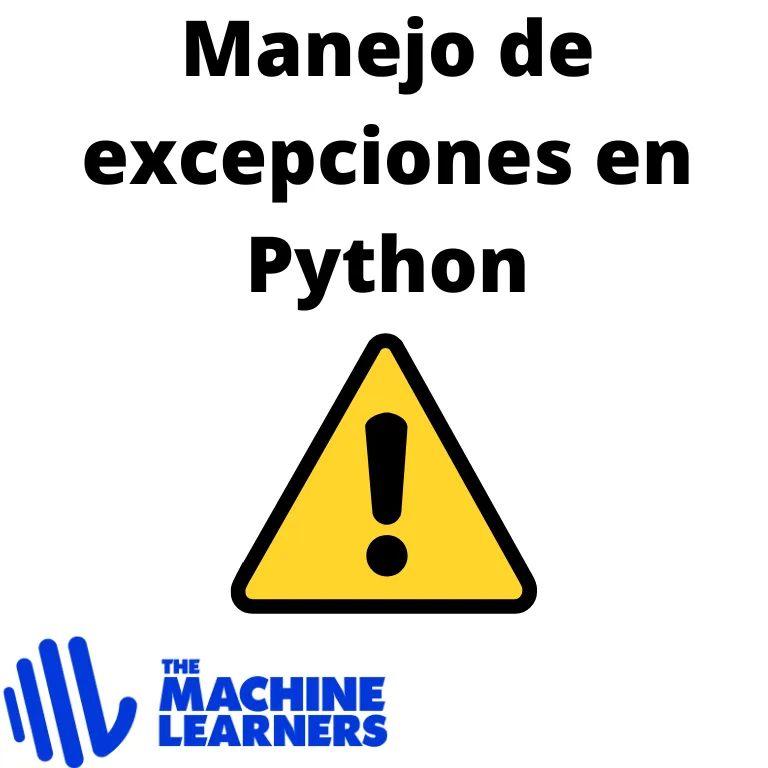 Manejo de
excepciones en
Python
THE
MACHINE
LEARNERS